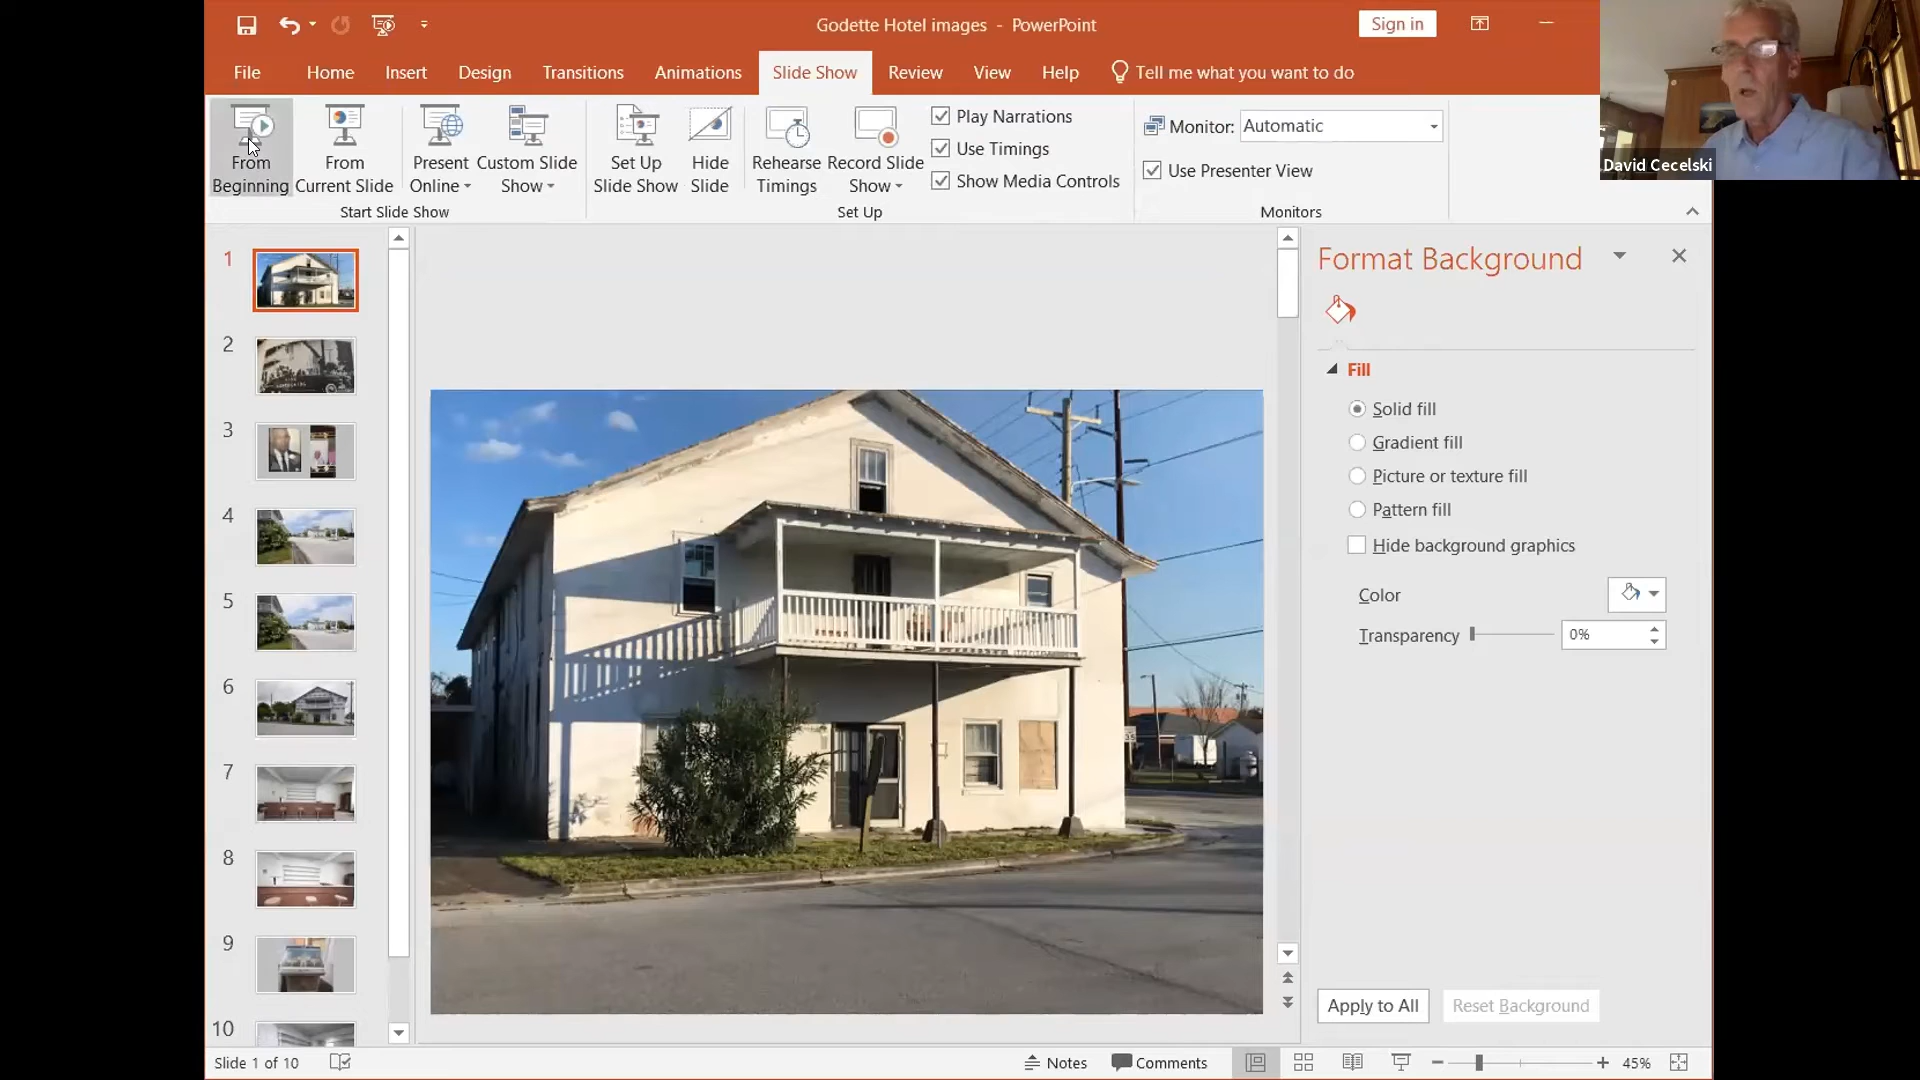 Godette Hotel images - PowerPoint
Sign in
File
Home
Insert
Design
Transitions
Animations
Slide Show
Review
View
Help
Tell me what you want to do
From
Beginning
From
Current Slide
Present
Online
Custom Slide
Show
Start Slide Show
Set Up
Slide Show
Hide
Slide
Rehearse
Timings
Record Slide
Show
Play Narrations
Use Timings
Show Media Controls
Set Up
Monitor:
Automatic
Use Presenter View
Monitors
David Cecelski
1
2
3
4
5
6
7
8
9
10
Format Background
Fill
Solid fill
Gradient fill
Picture or texture fill
Pattern fill
Hide background graphics
Color
Transparency
0%
Apply to All
Reset Background
Slide 1 of 10
Notes
Comments
45%